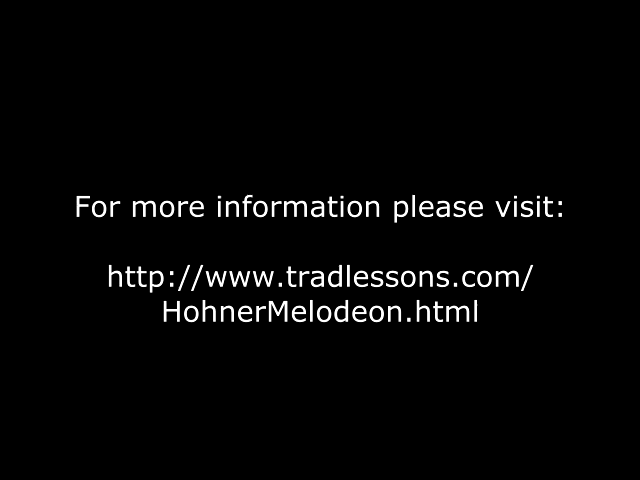 For more information please visit:
http://www.tradlessons.com/
HohnerMelodeon.html